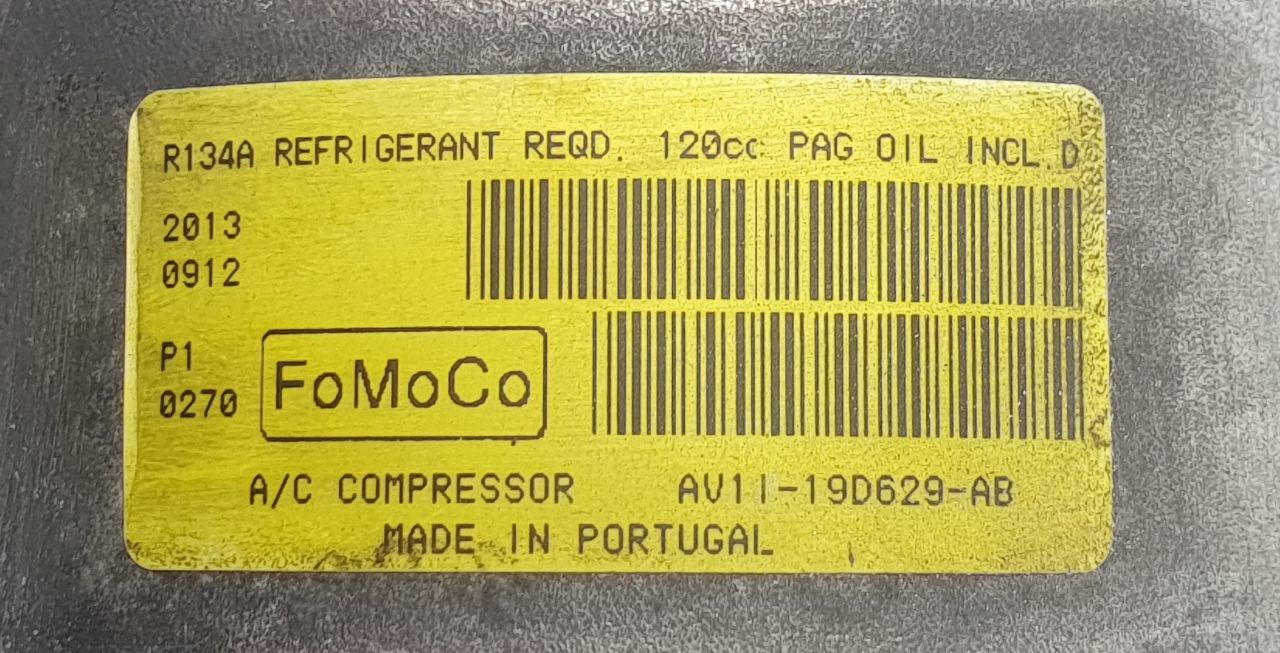 R134A REFRIGERANT REQD. 120cc PAG OIL INCL.D
2013
0912
P1
0270
FoMoCo
A/C COMPRESSOR AV11-19D629-AB
MADE IN PORTUGAL